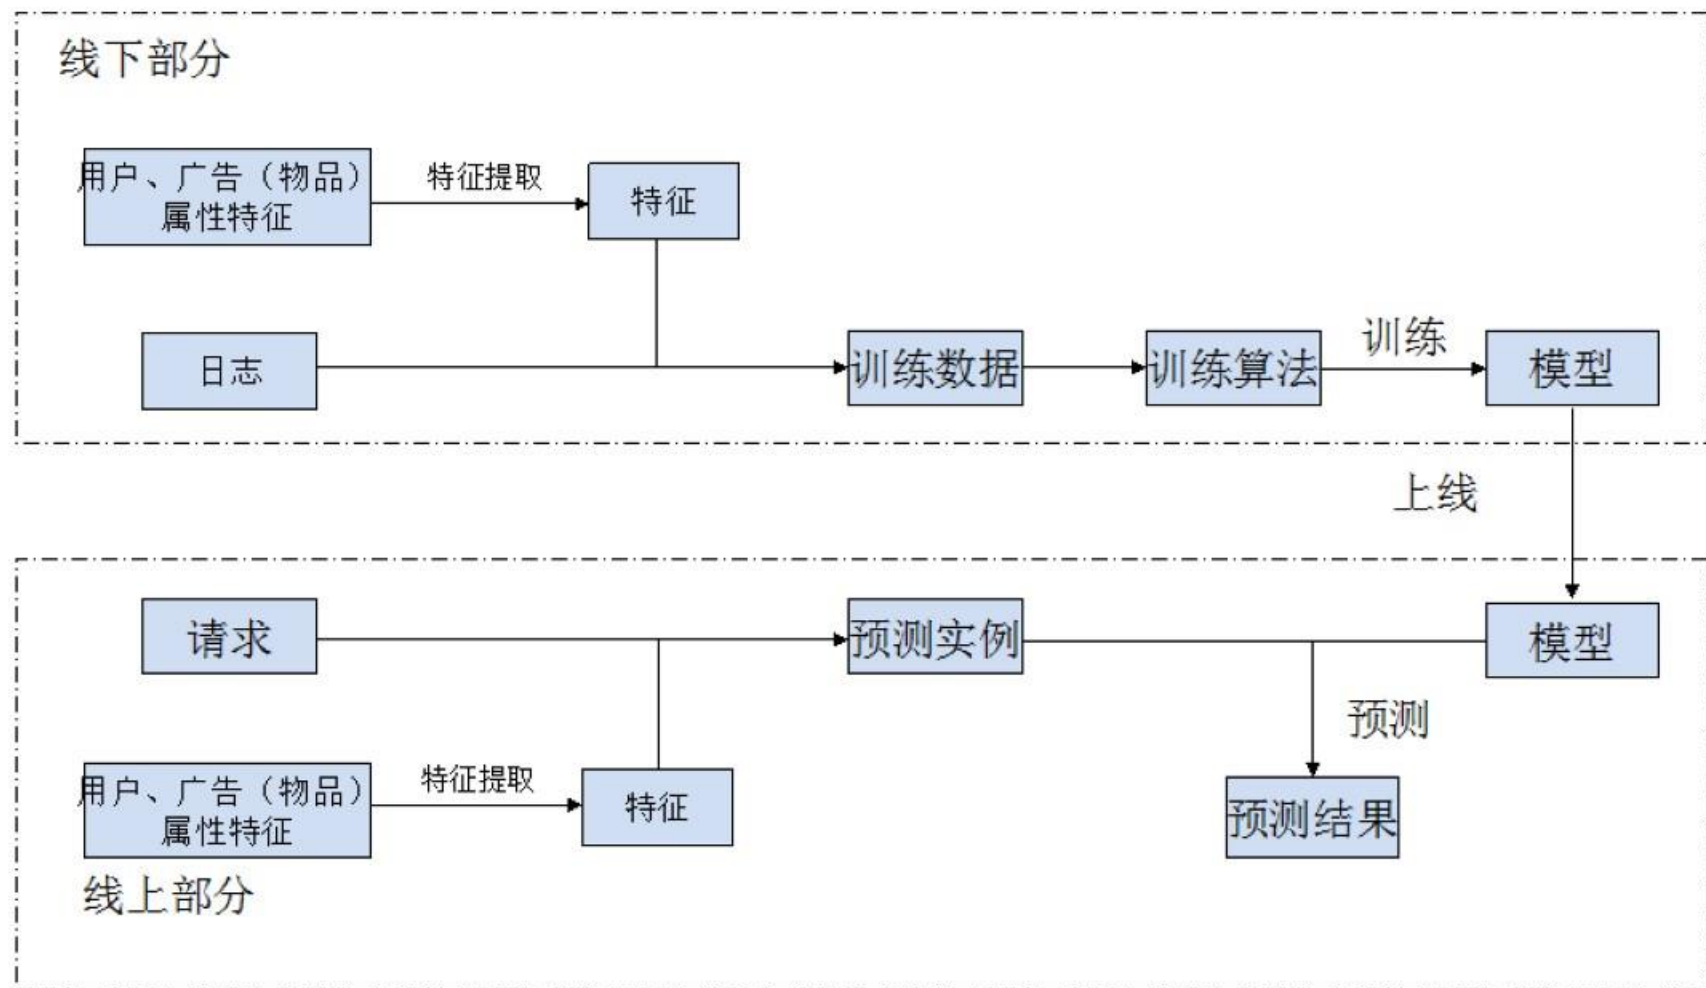 线下部分
用户、广告（物品）
属性特征
特征提取
特征
日志
训练数据
训练算法
训练
模型
上线
请求
预测实例
模型
预测
用户、广告（物品）
属性特征
特征提取
特征
预测结果
线上部分